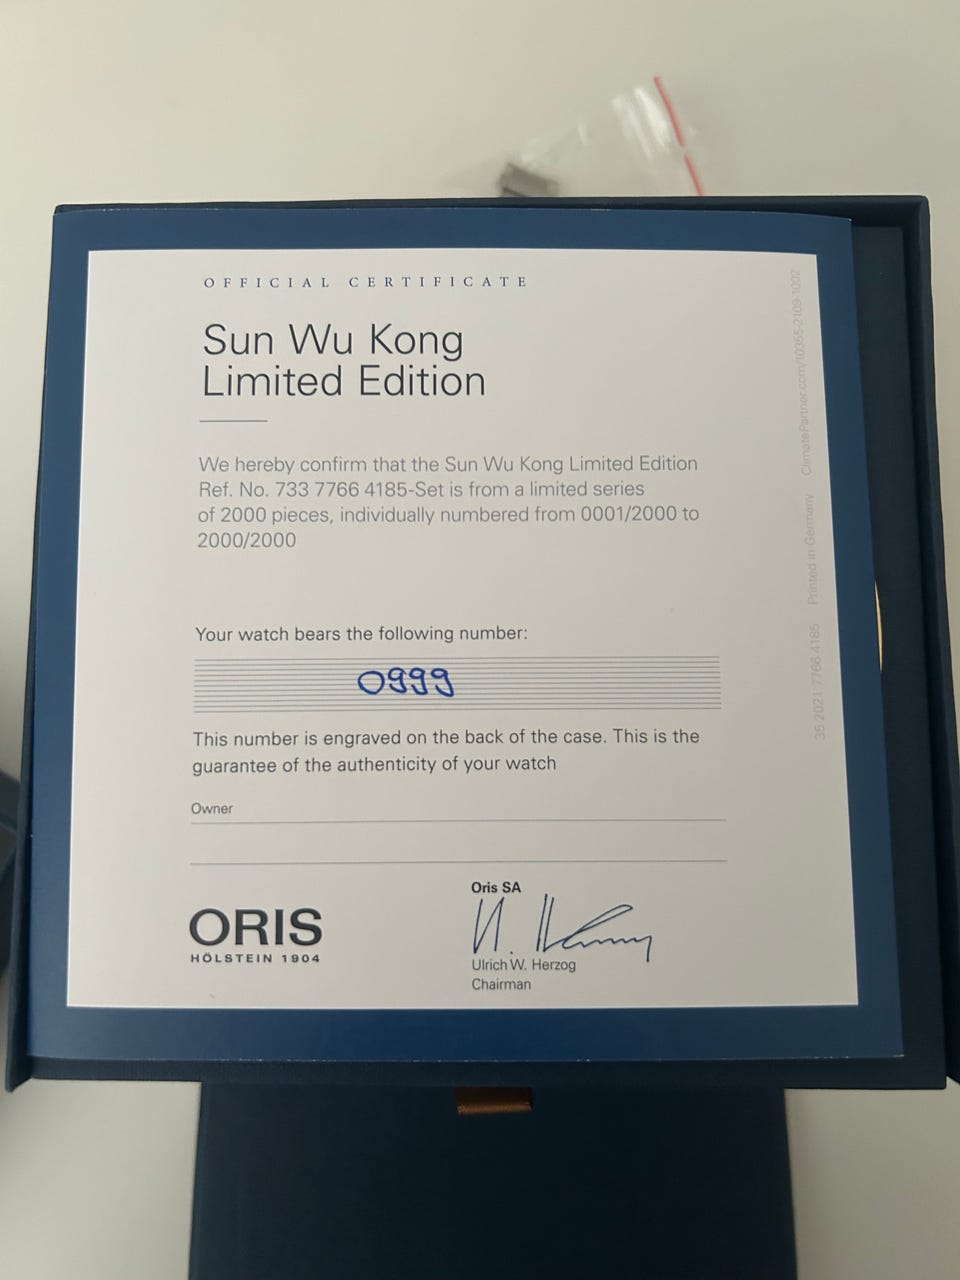 OFFICIAL CERTIFICATE
Sun Wu Kong
Limited Edition
We hereby confirm that the Sun Wu Kong Limited Edition
Ref. No. 733 7766 4185-Set is from a limited series
of 2000 pieces, individually numbered from 0001/2000 to
2000/2000
Your watch bears the following number:
0999
This number is engraved on the back of the case. This is the
guarantee of the authenticity of your watch
Owner
ORIS
HÖLSTEIN 1904
Oris SA
Ulrich W. Herzog
Chairman
35 2021 7766 4185 Printed in Germany ClimatePartner.com/10355-2109-1002